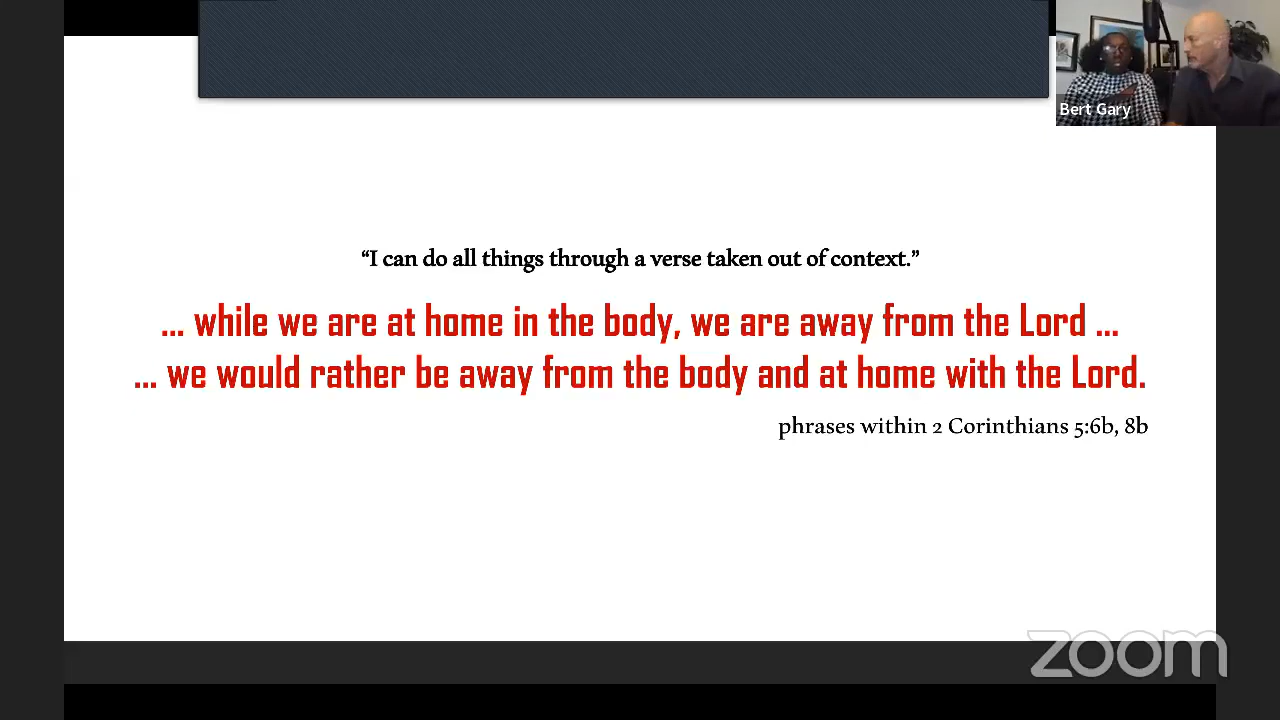 Bert Gary
“I can do all things through a verse taken out of context.”
... while we are at home in the body, we are away from the Lord ...
... we would rather be away from the body and at home with the Lord.
phrases within 2 Corinthians 5:6b, 8b
zoom